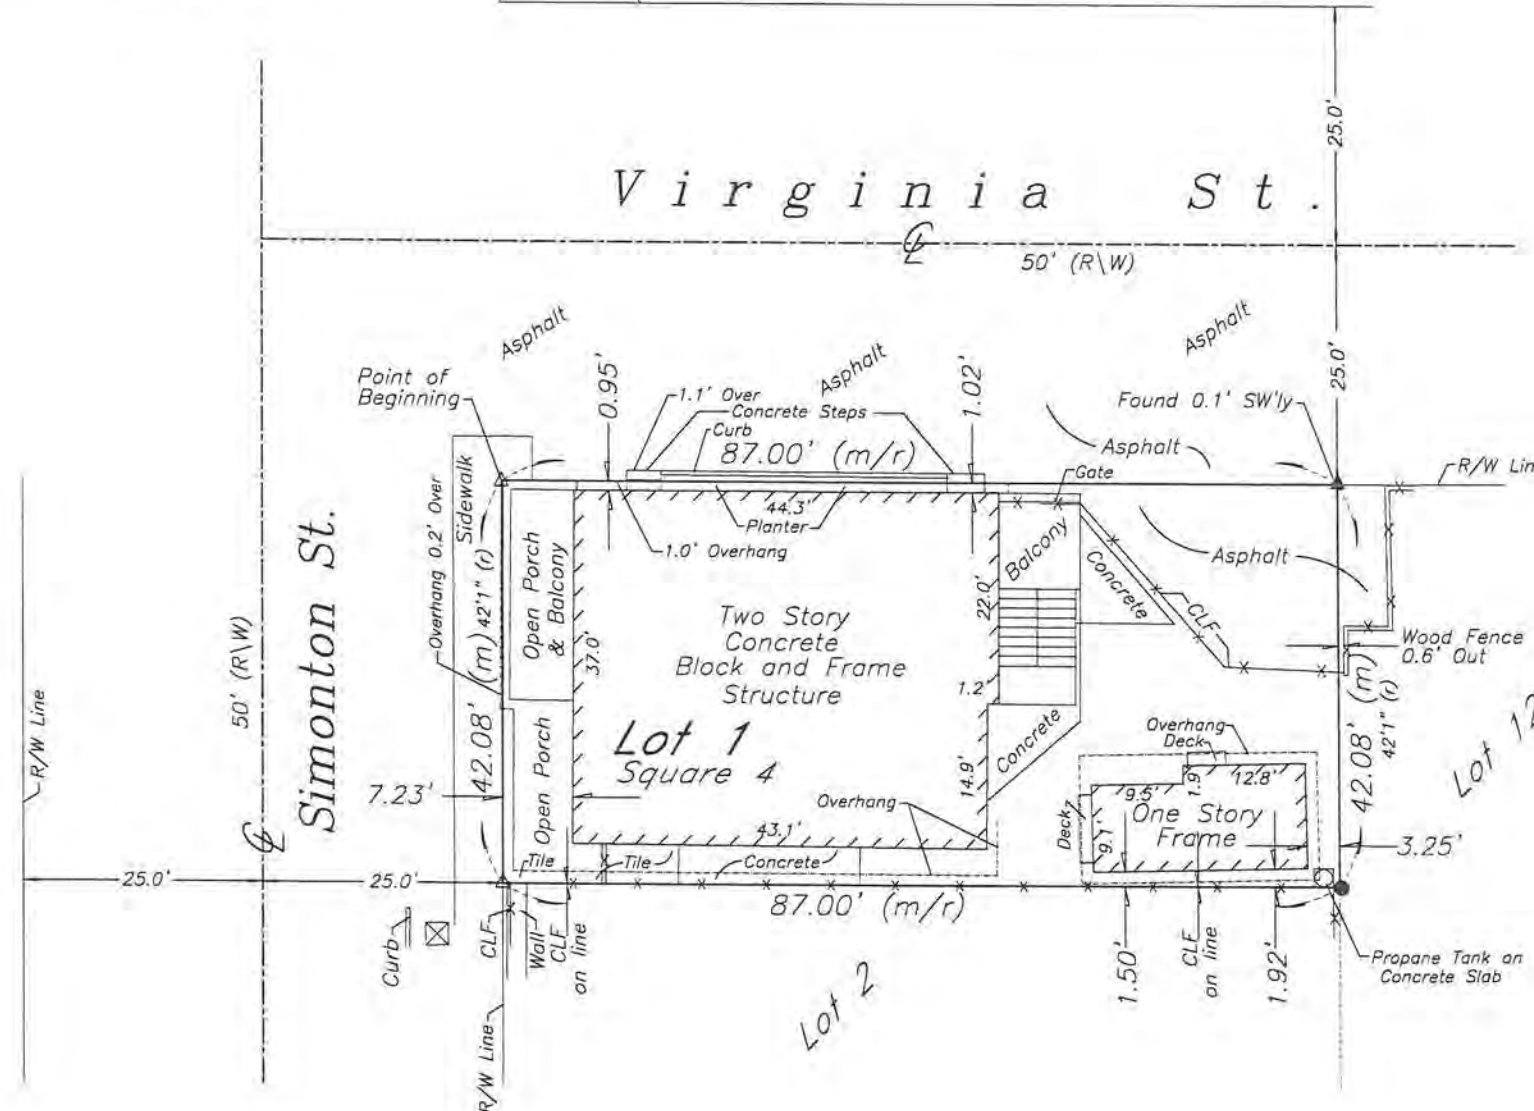 25.0'
Virginia St.
℄
50' (R\W)
Asphalt
Asphalt
Asphalt
25.0'
Point of
Beginning
0.95'
1.1' Over
Concrete Steps
Curb
87.00' (m/r)
1.02'
Found 0.1' SW'ly
Asphalt
Gate
R/W Lin
Sidewalk
Overhang 0.2' Over
44.3'
Planter
1.0' Overhang
Open Porch
& Balcony
Balcony
Concrete
Asphalt
CLF
22.0'
37.0'
Simonton St.
50' (R\W)
R/W Line
℄
42.08' (m)
42'1" (r)
Two Story
Concrete
Block and Frame
Structure
1.2'
Wood Fence
0.6' Out
Lot 1
Square 4
Open Porch
7.23'
14.9'
Concrete
Overhang
Overhang
Deck
12.8'
1.9'
9.5'
One Story
Frame
Deck
9.1'
42.08' (m)
42'1" (r)
Lot 12
3.25'
43.1'
Tile
Tile
Concrete
25.0'
25.0'
87.00' (m/r)
Curb
CLF
Wall
CLF
on line
1.50'
CLF
on line
1.92'
Propane Tank on
Concrete Slab
Lot 2
R/W Line